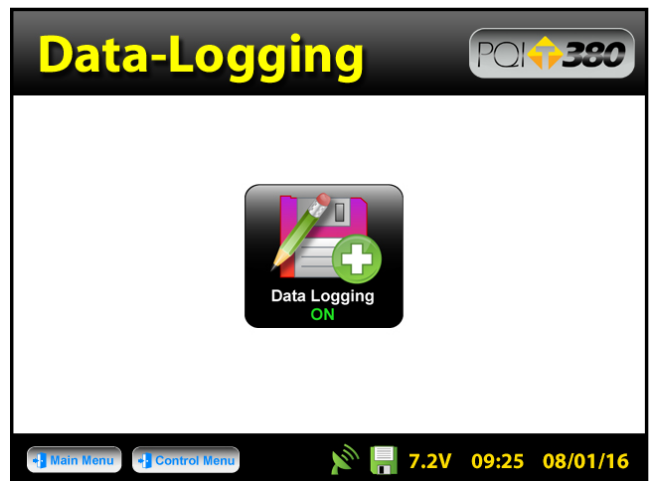 Data-Logging
PQI T 380
Data Logging
ON
Main Menu Control Menu 7.2V 09:25 08/01/16